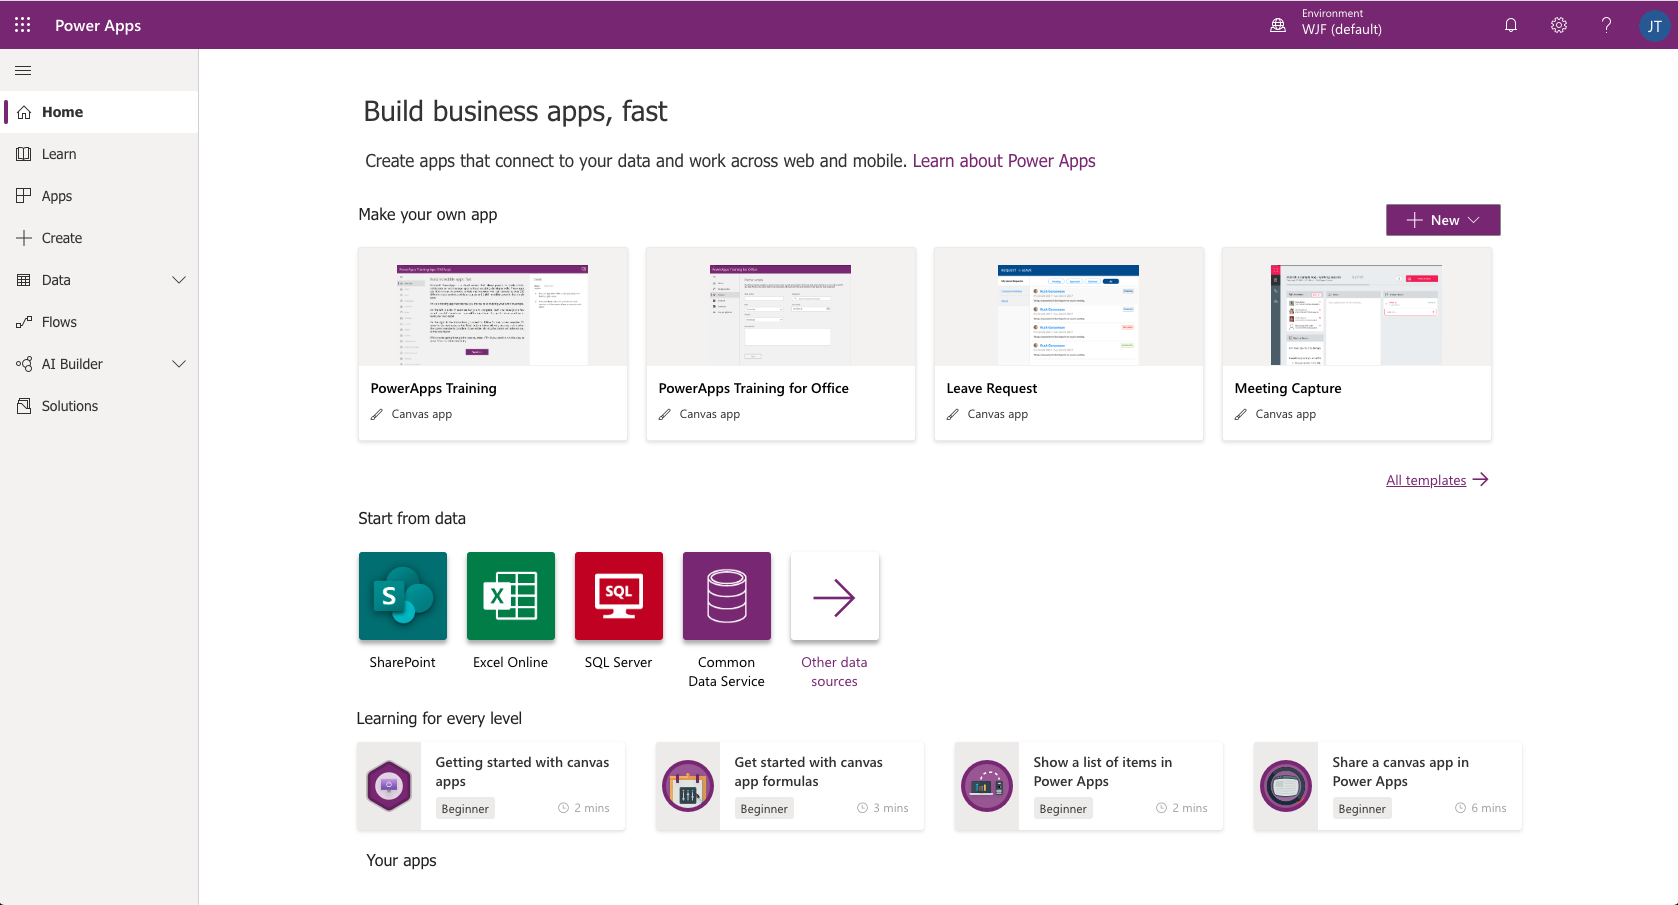 Power Apps
Environment
WJF (default)
JT
Home
Learn
Apps
Create
Data
Flows
AI Builder
Solutions
Build business apps, fast
Create apps that connect to your data and work across web and mobile. Learn about Power Apps
Make your own app
New
PowerApps Training
Canvas app
PowerApps Training for Office
Canvas app
Leave Request
Canvas app
Meeting Capture
Canvas app
All templates
Start from data
S
X
SQL
SharePoint
Excel Online
SQL Server
Common
Data Service
Other data
sources
Learning for every level
Getting started with canvas
apps
Beginner
2 mins
Get started with canvas
app formulas
Beginner
3 mins
Show a list of items in
Power Apps
Beginner
2 mins
Share a canvas app in
Power Apps
Beginner
6 mins
Your apps